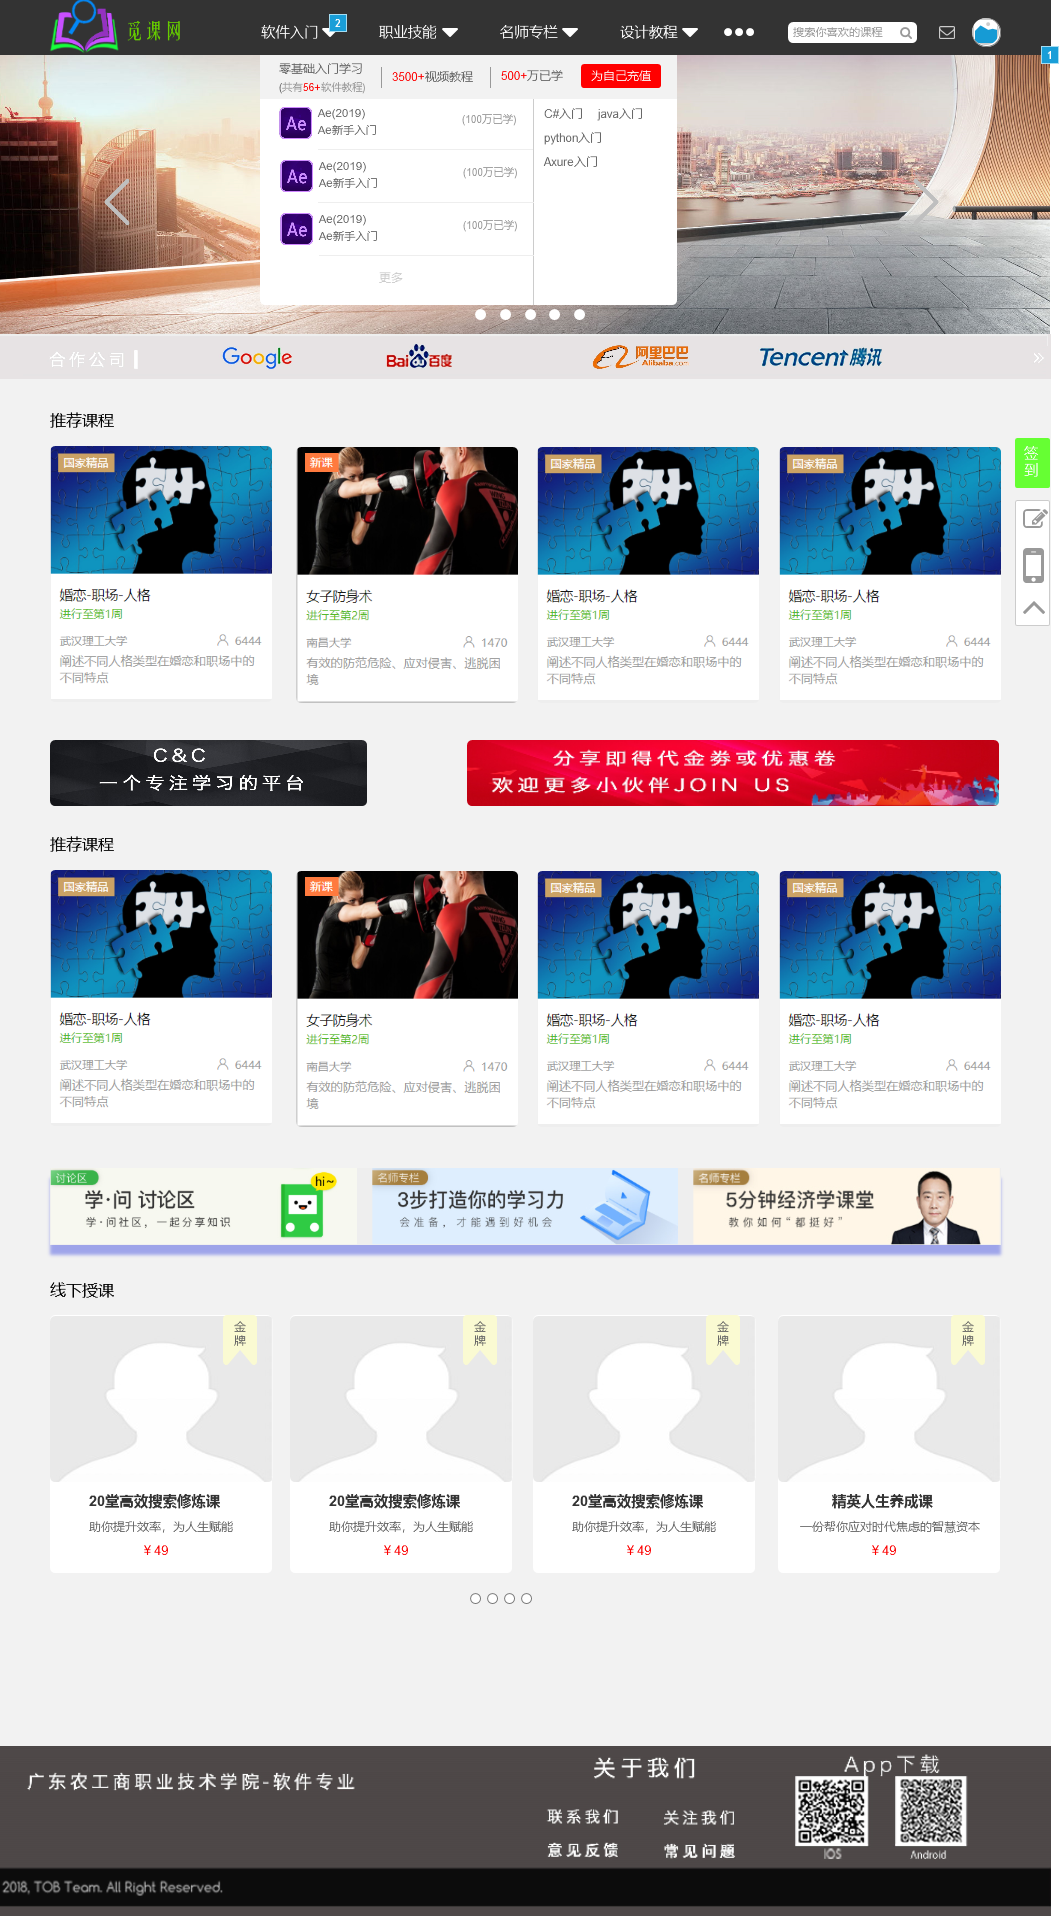 觅课网
软件入门
2
职业技能
名师专栏
设计教程
搜索你喜欢的课程
1
零基础入门学习
(共有56+软件教程)
3500+视频教程
500+万已学
为自己充值
Ae
Ae(2019)
Ae新手入门
(100万已学)
Ae
Ae(2019)
Ae新手入门
(100万已学)
Ae
Ae(2019)
Ae新手入门
(100万已学)
更多
C#入门
java入门
python入门
Axure入门
合作公司
Google
Bai百度
阿里巴巴
Alibaba.com
Tencent 腾讯
»
推荐课程
签到
国家精品
婚恋-职场-人格
进行至第1周
武汉理工大学
6444
阐述不同人格类型在婚恋和职场中的
不同特点
新课
女子防身术
进行至第2周
南昌大学
1470
有效的防范危险、应对侵害、逃脱困
境
国家精品
婚恋-职场-人格
进行至第1周
武汉理工大学
6444
阐述不同人格类型在婚恋和职场中的
不同特点
国家精品
婚恋-职场-人格
进行至第1周
武汉理工大学
6444
阐述不同人格类型在婚恋和职场中的
不同特点
C&C
一个专注学习的平台
分享即得代金券或优惠卷
欢迎更多小伙伴JOIN US
推荐课程
国家精品
婚恋-职场-人格
进行至第1周
武汉理工大学
6444
阐述不同人格类型在婚恋和职场中的
不同特点
新课
女子防身术
进行至第2周
南昌大学
1470
有效的防范危险、应对侵害、逃脱困
境
国家精品
婚恋-职场-人格
进行至第1周
武汉理工大学
6444
阐述不同人格类型在婚恋和职场中的
不同特点
国家精品
婚恋-职场-人格
进行至第1周
武汉理工大学
6444
阐述不同人格类型在婚恋和职场中的
不同特点
讨论区
学·问 讨论区
学·问社区，一起分享知识
hi~
名师专栏
3步打造你的学习力
会准备，才能遇到好机会
名师专栏
5分钟经济学课堂
教你如何“都挺好”
线下授课
金牌
20堂高效搜索修炼课
助你提升效率，为人生赋能
¥49
金牌
20堂高效搜索修炼课
助你提升效率，为人生赋能
¥49
金牌
20堂高效搜索修炼课
助你提升效率，为人生赋能
¥49
金牌
精英人生养成课
一份帮你应对时代焦虑的智慧资本
¥49
广东农工商职业技术学院-软件专业
关于我们
联系我们
关注我们
意见反馈
常见问题
App下载
IOS
Android
2018, TOB Team. All Right Reserved.